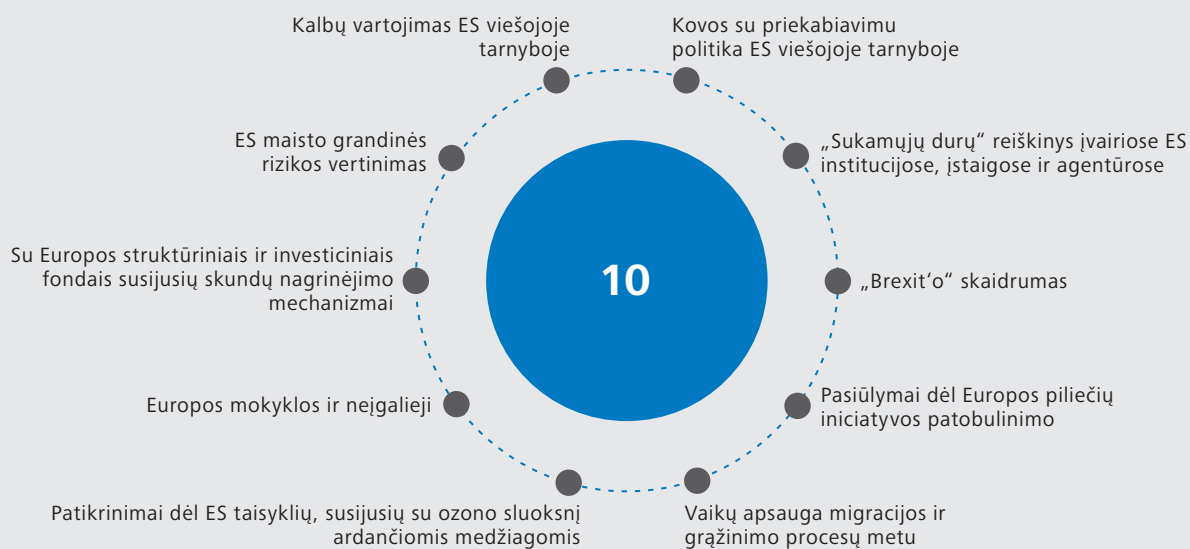 Kalbų vartojimas ES viešojoje
tarnyboje
Kovos su priekabiavimu
politika ES viešojoje tarnyboje
ES maisto grandinės
rizikos vertinimas
„Sukamųjų durų“ reiškinys įvairiose ES
institucijose, įstaigose ir agentūrose
Su Europos struktūriniais ir investiciniais
fondais susijusių skundų nagrinėjimo
mechanizmai
10
„Brexit‘o“ skaidrumas
Europos mokyklos ir neįgalieji
Pasiūlymai dėl Europos piliečių
iniciatyvos patobulinimo
Patikrinimai dėl ES taisyklių, susijusių su ozono sluoksnį
ardančiomis medžiagomis
Vaikų apsauga migracijos ir
grąžinimo procesų metu